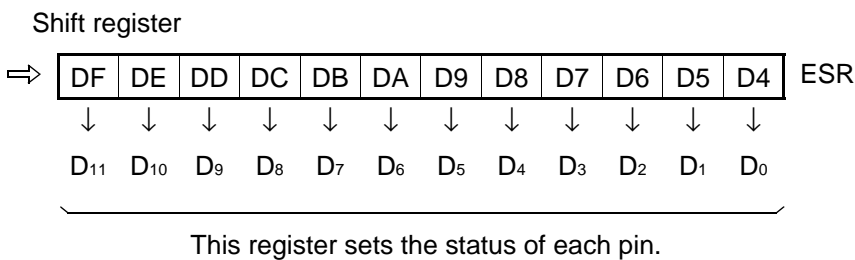 Shift register
⇨ DF DE DD DC DB DA D9 D8 D7 D6 D5 D4 ESR
↓ ↓ ↓ ↓ ↓ ↓ ↓ ↓ ↓ ↓ ↓ ↓
D₁₁ D₁₀ D₉ D₈ D₇ D₆ D₅ D₄ D₃ D₂ D₁ D₀
This register sets the status of each pin.